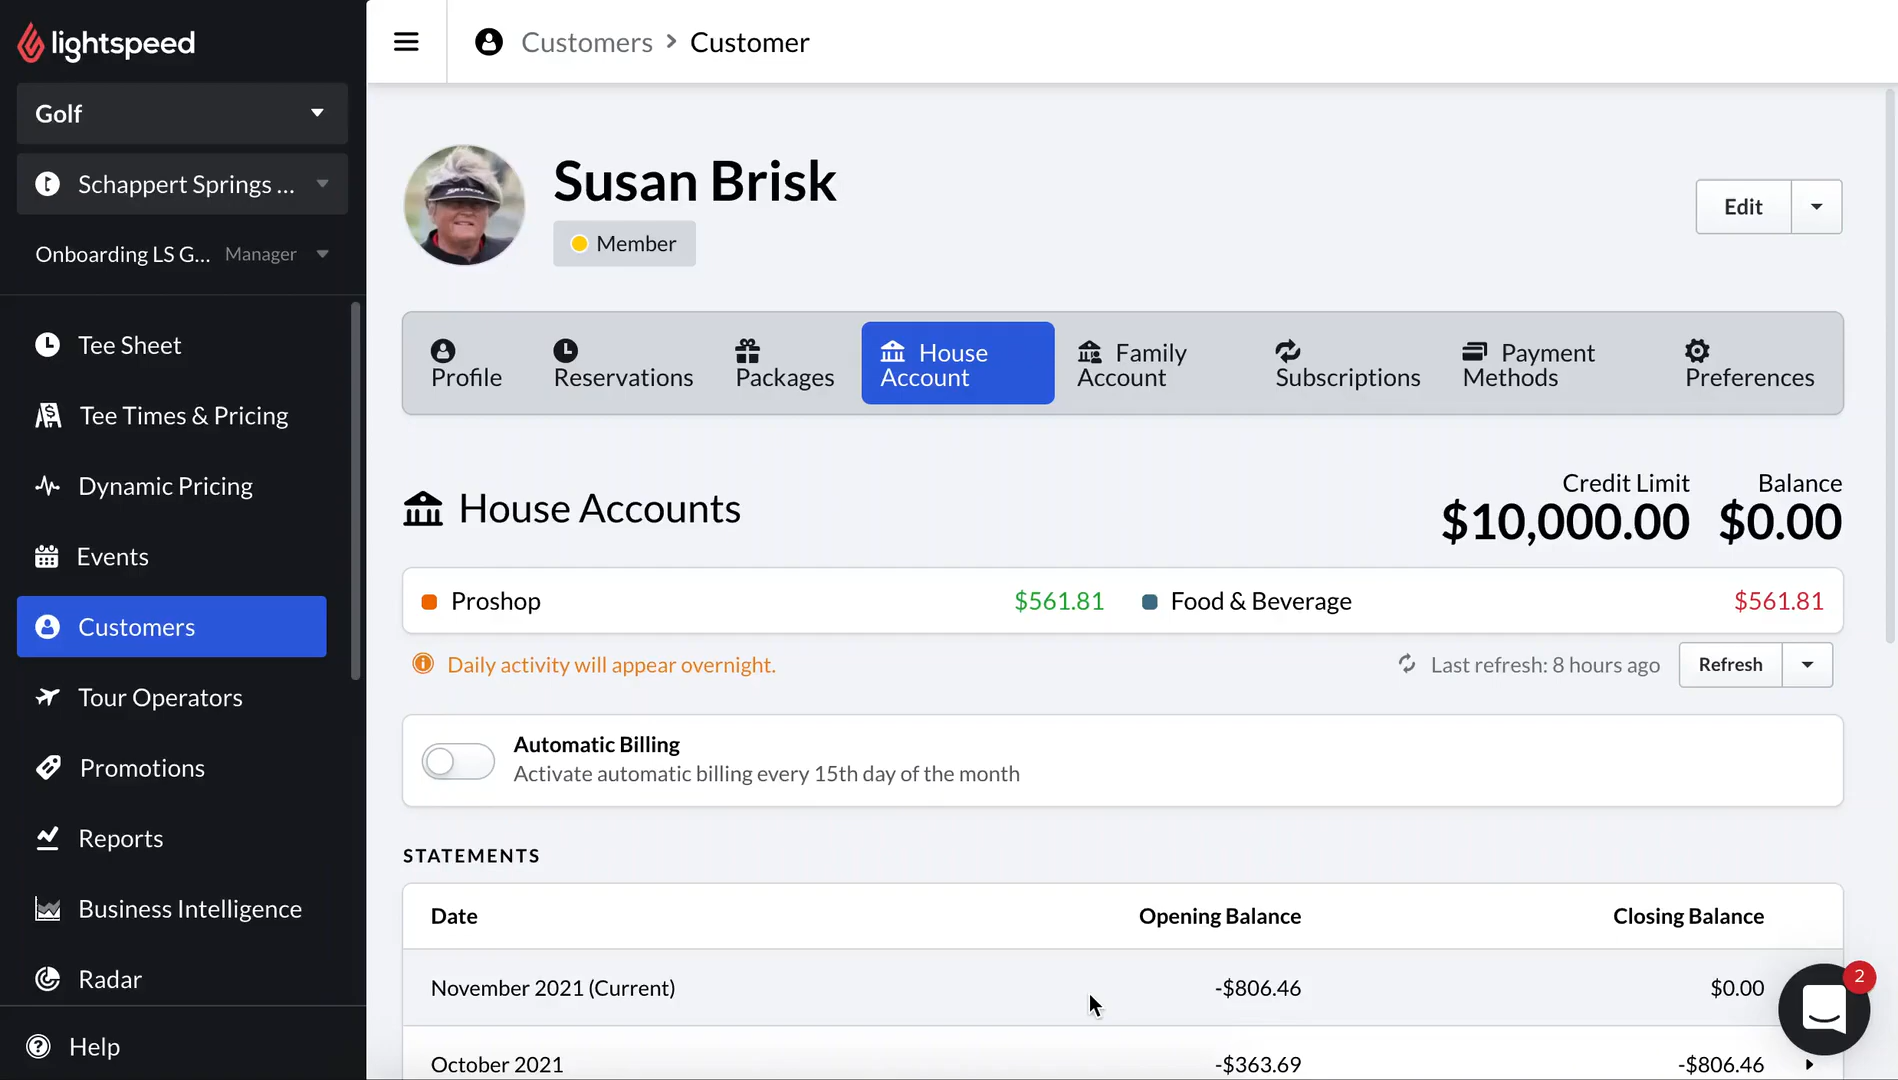 lightspeed
Golf
Schappert Springs ...
Onboarding LS G... Manager
Tee Sheet
Tee Times & Pricing
Dynamic Pricing
Events
Customers
Tour Operators
Promotions
Reports
Business Intelligence
Radar
Help
Customers > Customer
Susan Brisk
Member
Edit
Profile
Reservations
Packages
House
Account
Family
Account
Subscriptions
Payment
Methods
Preferences
House Accounts
Credit Limit Balance
$10,000.00 $0.00
Proshop $561.81 Food & Beverage $561.81
Daily activity will appear overnight. Last refresh: 8 hours ago Refresh
Automatic Billing
Activate automatic billing every 15th day of the month
STATEMENTS
Date Opening Balance Closing Balance
November 2021 (Current) -$806.46 $0.00
2
October 2021 -$363.69 -$806.46